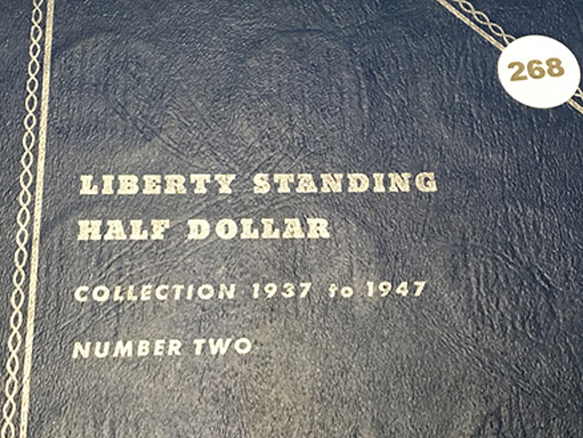 268
LIBERTY STANDING
HALF DOLLAR
COLLECTION 1937 to 1947
NUMBER TWO